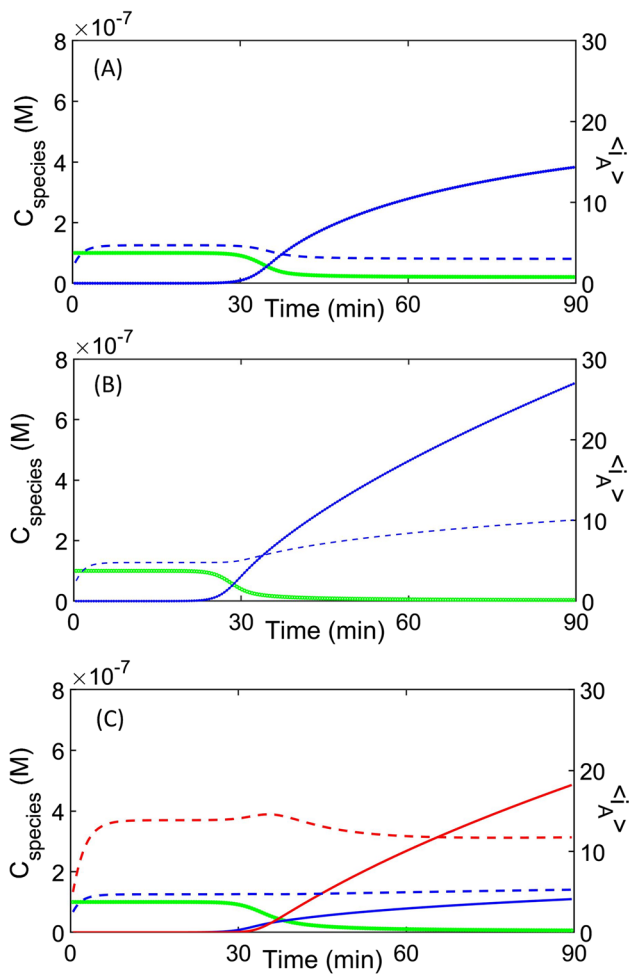 ×10⁻⁷
8 30
(A)
C_species (M)
<i_A>
6 20
4
2 10
0 0
0 30 60 90
Time (min)
×10⁻⁷
8 30
(B)
C_species (M)
<i_A>
6 20
4
2 10
0 0
0 30 60 90
Time (min)
×10⁻⁷
8 30
(C)
C_species (M)
<i_A>
6 20
4
2 10
0 0
0 30 60 90
Time (min)